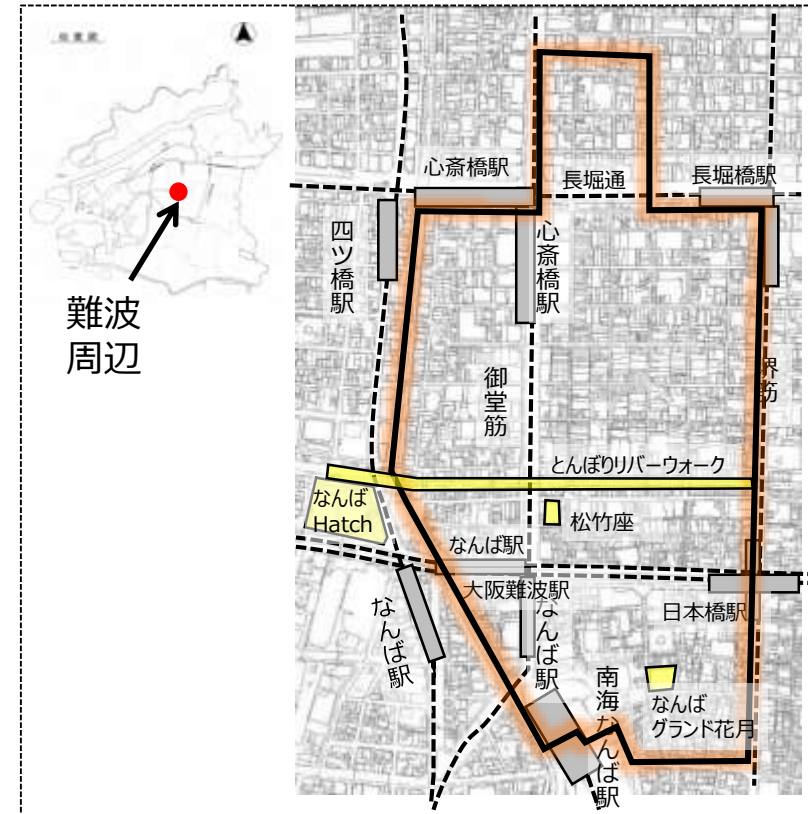 位置図
難波
周辺
心斎橋駅
長堀通
長堀橋駅
四ツ橋駅
心斎橋駅
御堂筋
堺筋
とんぼりリバーウォーク
なんば
Hatch
松竹座
なんば駅
大阪難波駅
日本橋駅
なんば駅
なんば駅
南海なんば駅
なんば
グランド花月